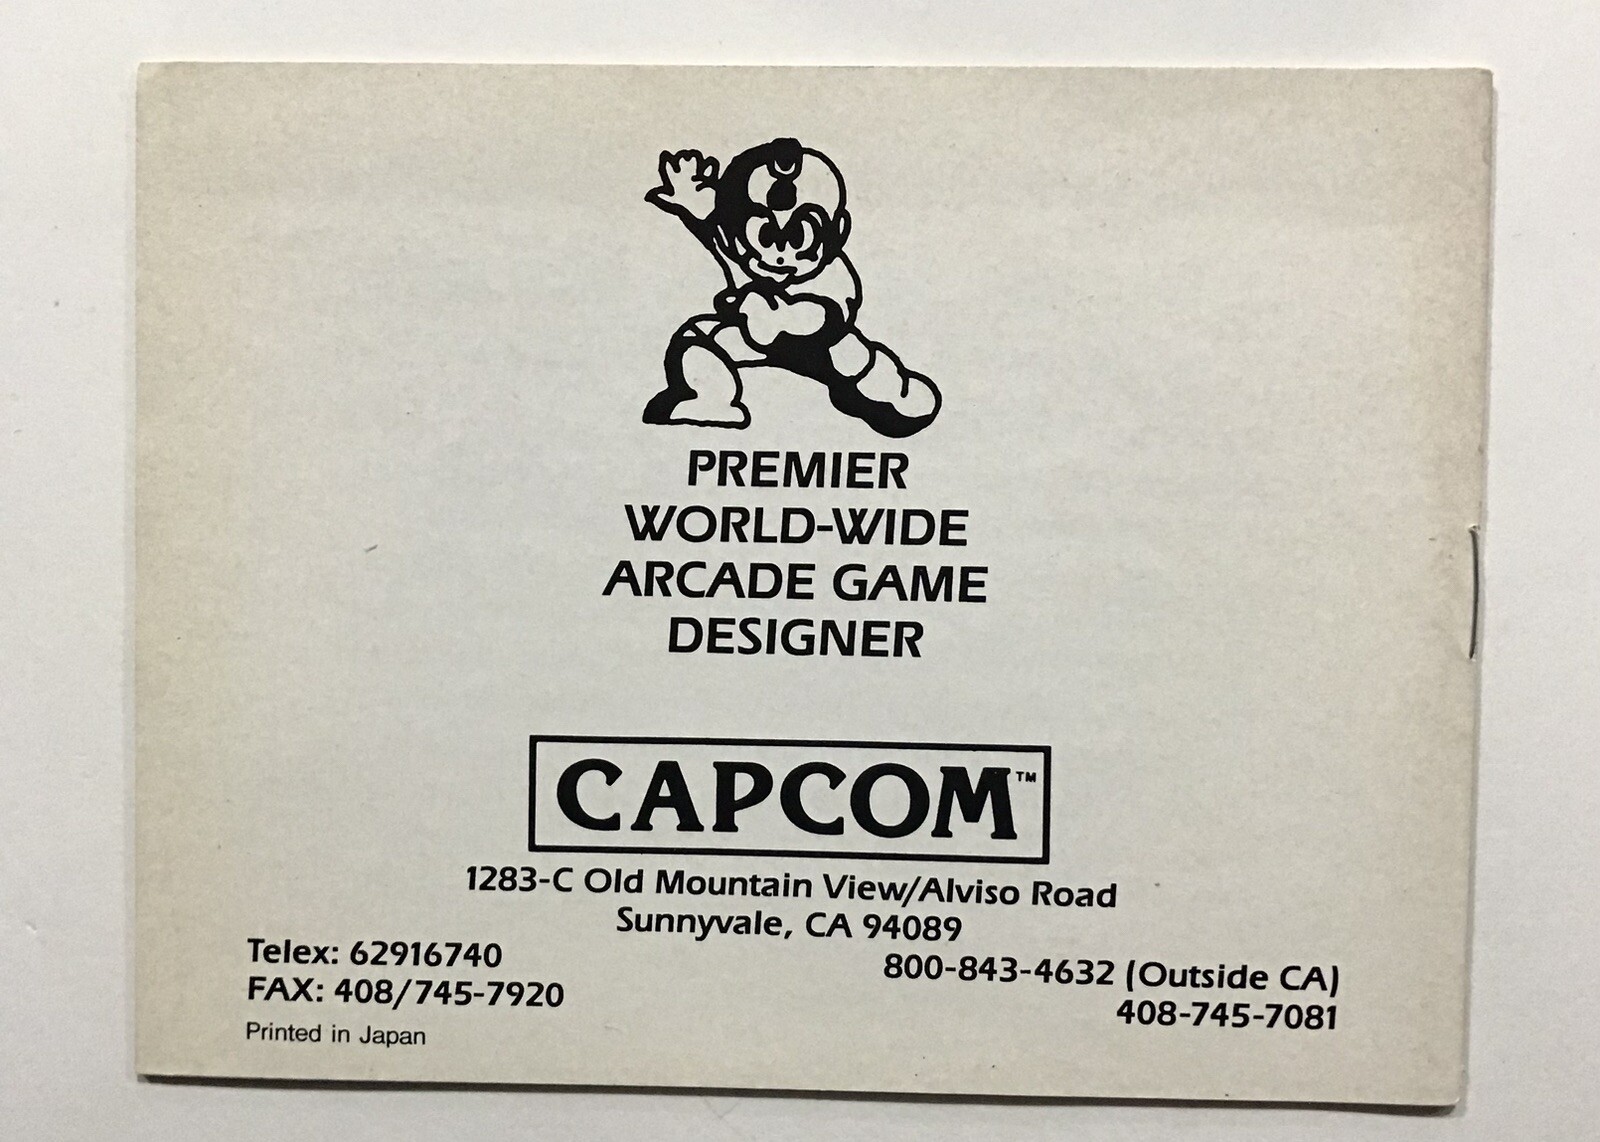 PREMIER
WORLD-WIDE
ARCADE GAME
DESIGNER
CAPCOM™
1283-C Old Mountain View/Alviso Road
Sunnyvale, CA 94089
Telex: 62916740
800-843-4632 (Outside CA)
FAX: 408/745-7920
408-745-7081
Printed in Japan